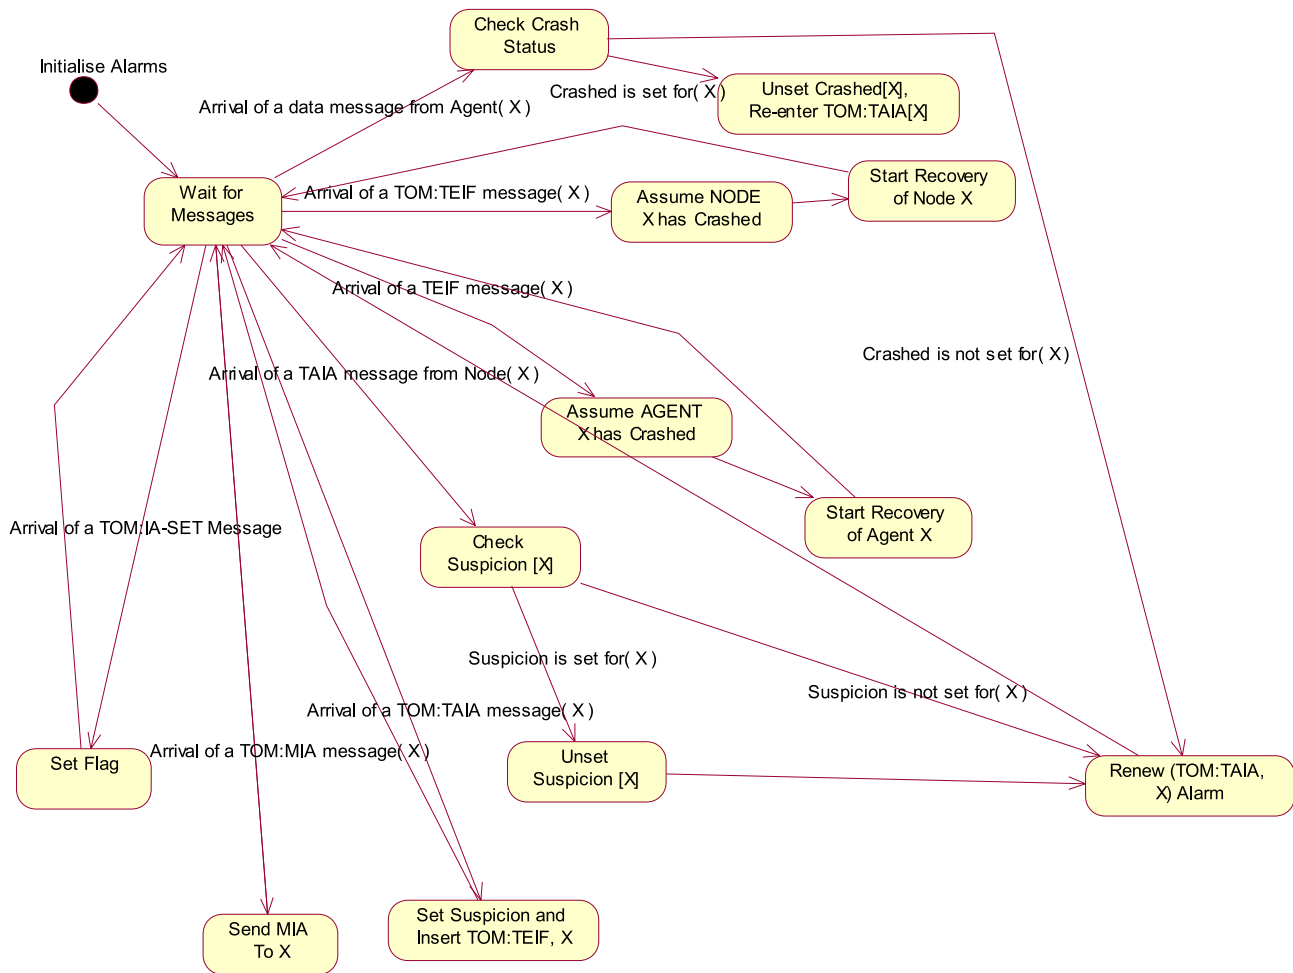 Check Crash
Status
Initialise Alarms
Arrival of a data message from Agent( X )
Crashed is set for( X )
Unset Crashed[X],
Re-enter TOM:TAIA[X]
Wait for
Messages
Arrival of a TOM:TEIF message( X )
Assume NODE
X has Crashed
Start Recovery
of Node X
Arrival of a TEIF message( X )
Crashed is not set for( X )
Arrival of a TAIA message from Node( X )
Assume AGENT
X has Crashed
Arrival of a TOM:IA-SET Message
Start Recovery
of Agent X
Check
Suspicion [X]
Suspicion is set for( X )
Suspicion is not set for( X )
Arrival of a TOM:TAIA message( X )
Arrival of a TOM:MIA message( X )
Set Flag
Unset
Suspicion [X]
Renew (TOM:TAIA,
X) Alarm
Send MIA
To X
Set Suspicion and
Insert TOM:TEIF, X